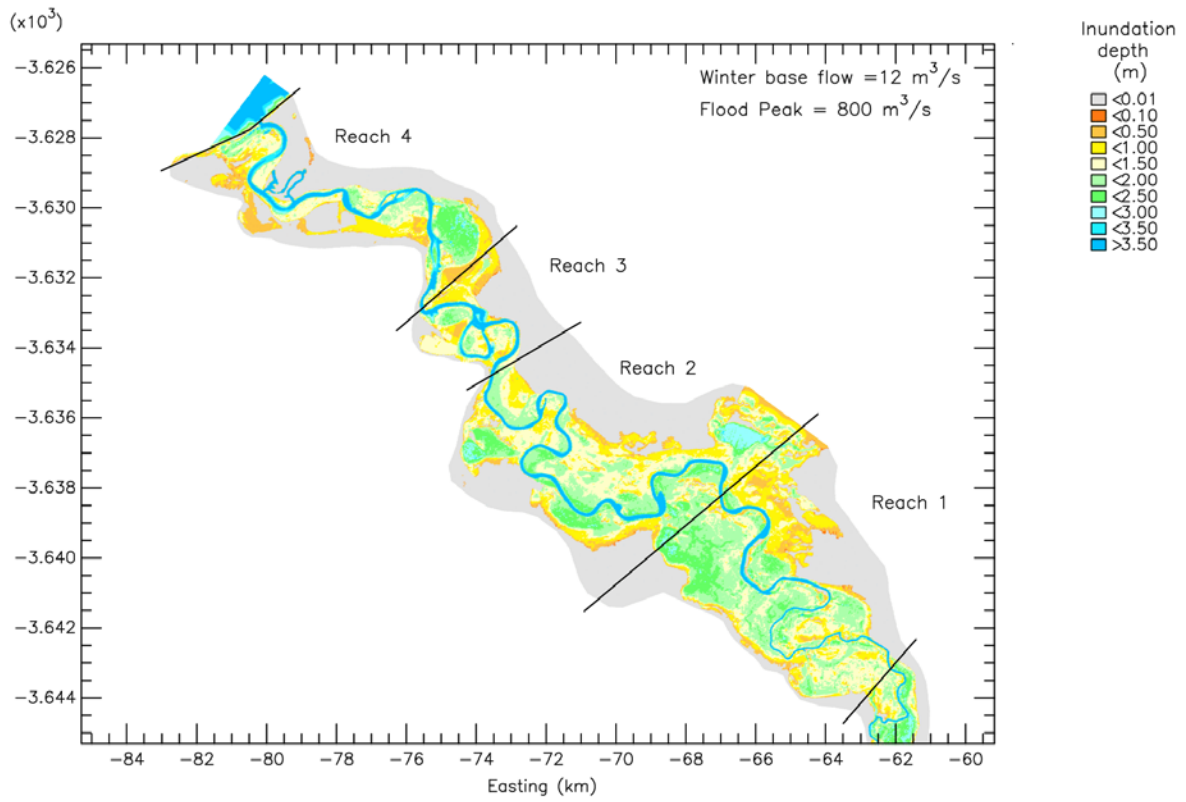 (x10³)
Inundation
depth
(m)
<0.01
<0.10
<0.50
<1.00
<1.50
<2.00
<2.50
<3.00
<3.50
>3.50
Winter base flow =12 m³/s
Flood Peak = 800 m³/s
Reach 4
Reach 3
Reach 2
Reach 1
−3.626
−3.628
−3.630
−3.632
−3.634
−3.636
−3.638
−3.640
−3.642
−3.644
−84 −82 −80 −78 −76 −74 −72 −70 −68 −66 −64 −62 −60
Easting (km)